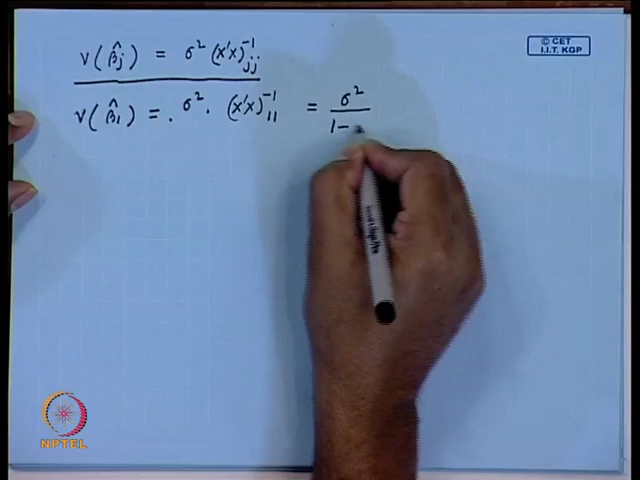 V(β̂j) = σ² (x'x)⁻¹jj
© CET
I.I.T. KGP
V(β̂1) = . σ² · (x'x)⁻¹11 = σ² / 1-
NPTEL